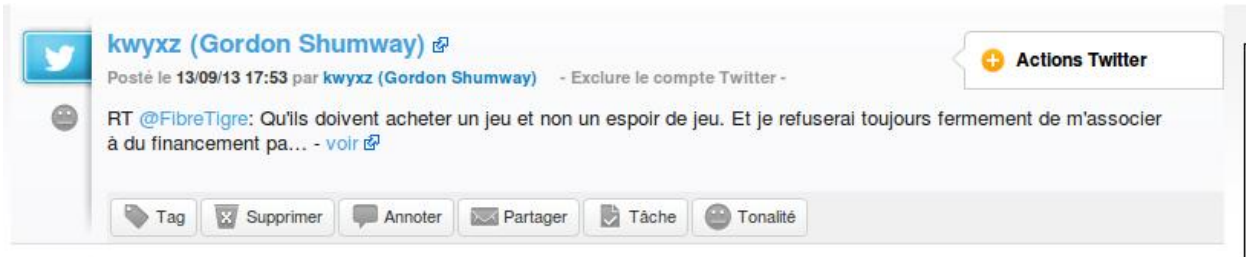 kwyxz (Gordon Shumway)
Actions Twitter
Posté le 13/09/13 17:53 par kwyxz (Gordon Shumway) - Exclure le compte Twitter -
RT @FibreTigre: Qu'ils doivent acheter un jeu et non un espoir de jeu. Et je refuserai toujours fermement de m'associer
à du financement pa… - voir
Tag Supprimer Annoter Partager Tâche Tonalité